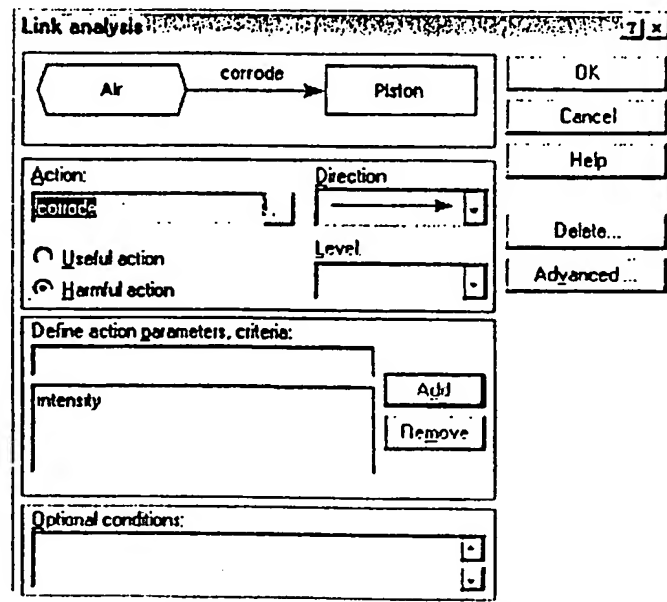 Link analysis
Air
corrode
Piston
OK
Cancel
Help
Delete...
Advanced ...
Action:
corrode
Direction
Useful action
Harmful action
Level
Define action parameters, criteria:
intensity
Add
Remove
Optional conditions: